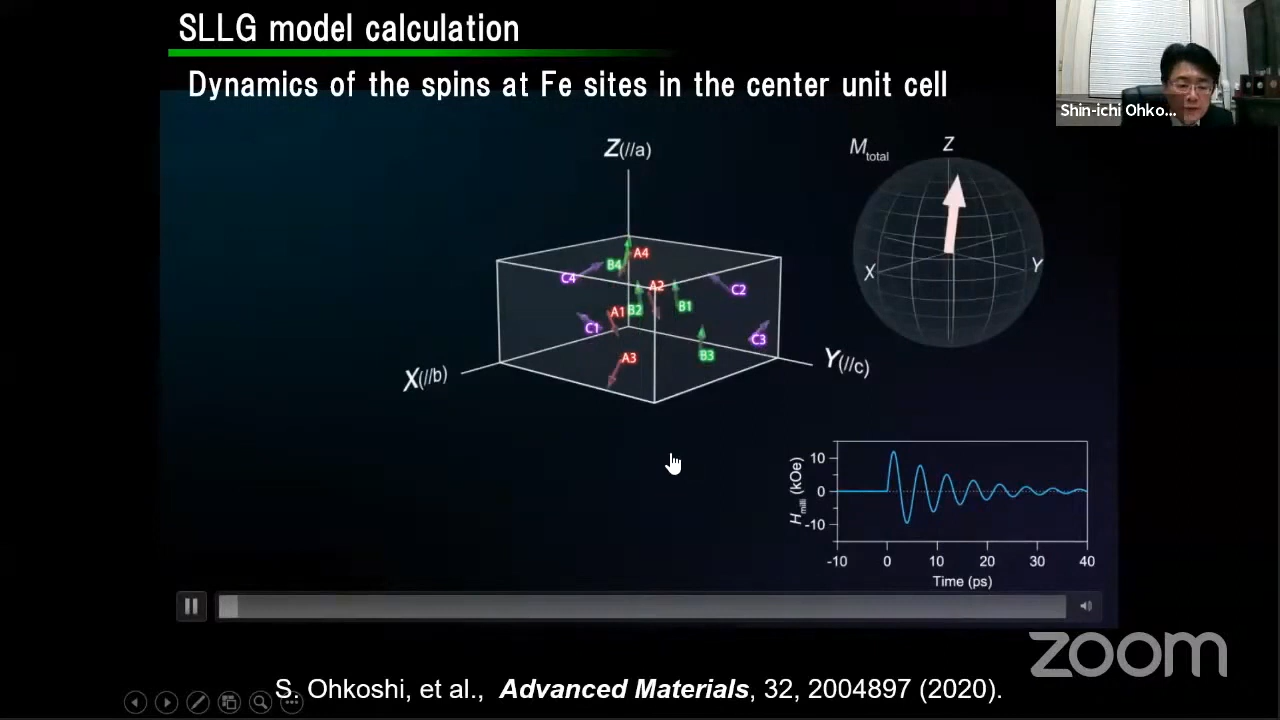 SLLG model calculation
Dynamics of the spins at Fe sites in the center unit cell
Shin-ichi Ohko...
Z(//a)
M total
Z
A4
B4
C4
A2
C2
B1
A1
B2
C1
C3
A3
B3
X
Y
X(//b)
Y(//c)
H milli (kOe)
10
0
-10
-10
0
10
20
30
40
Time (ps)
zoom
S. Ohkoshi, et al., Advanced Materials, 32, 2004897 (2020).